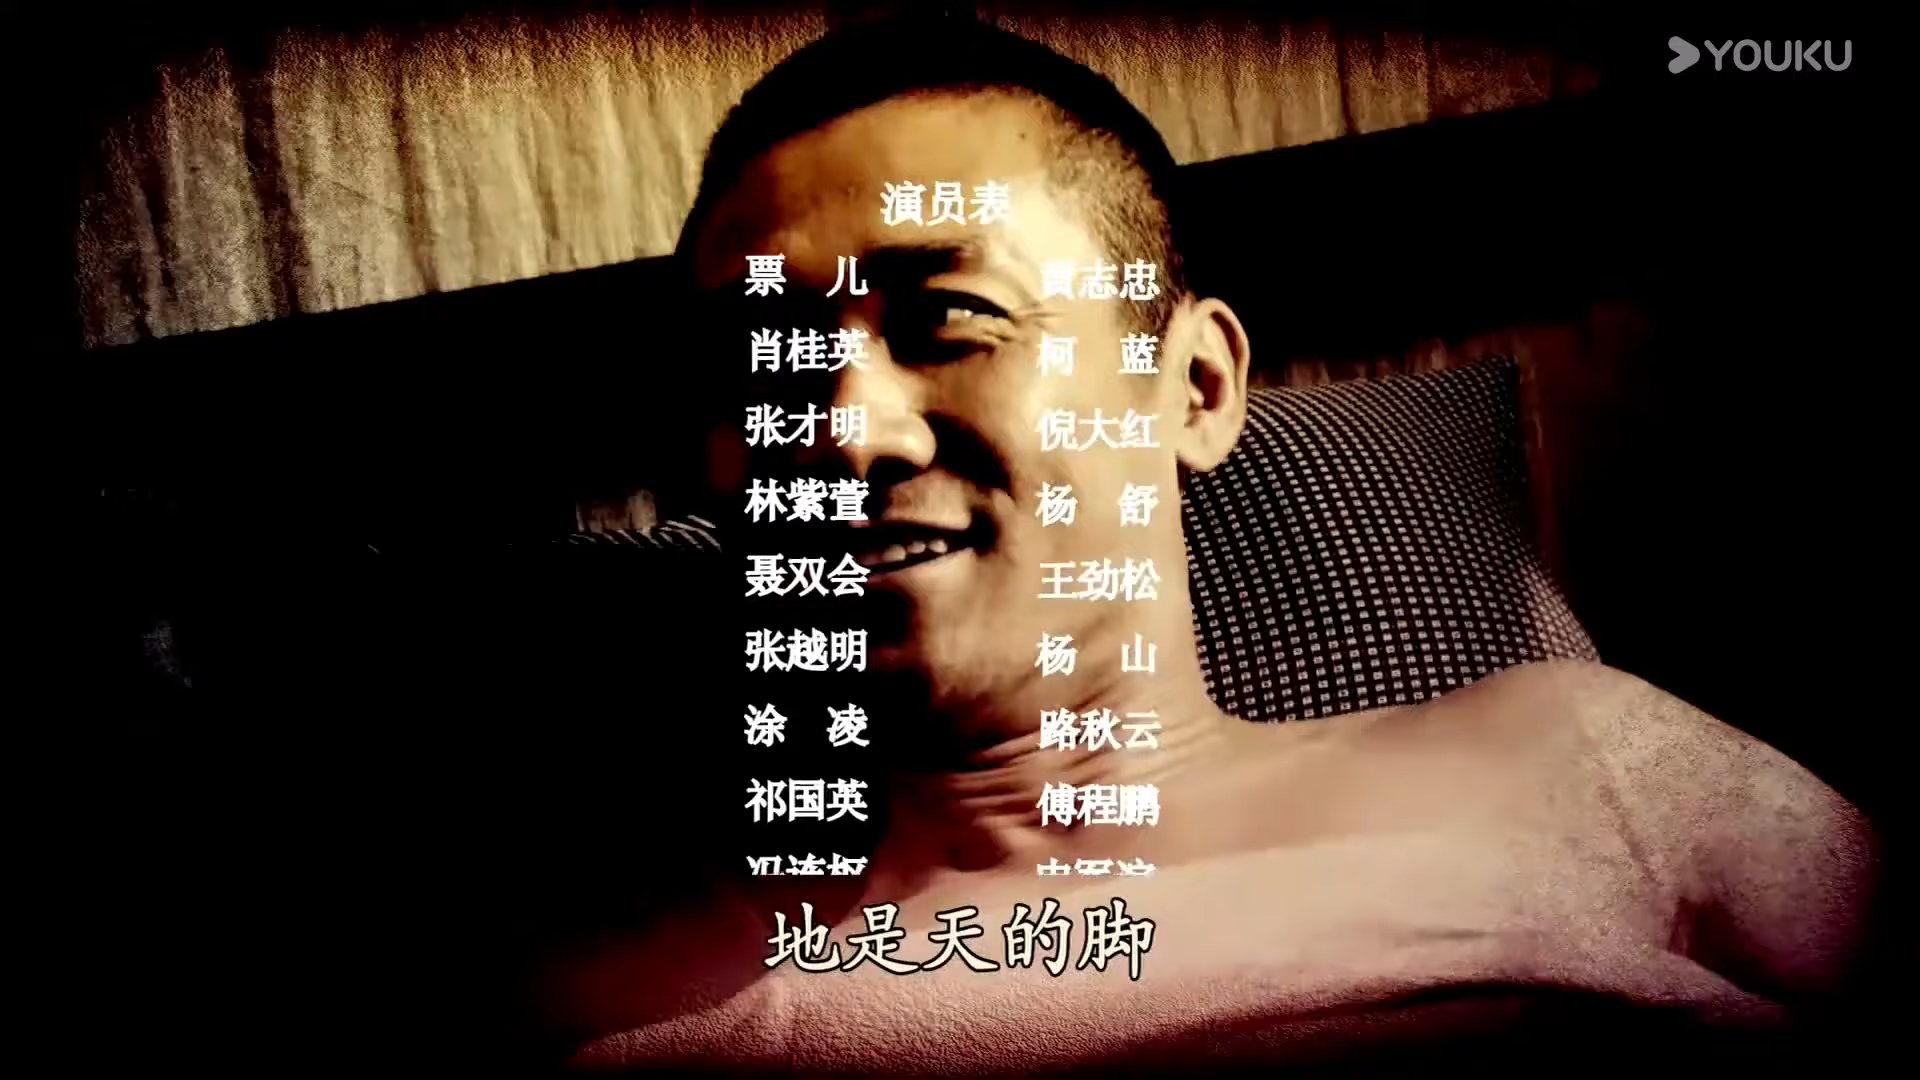 YOUKU
演员表
票 儿 黄志忠
肖桂英 柯 蓝
张才明 倪大红
林紫萱 杨 舒
聂双会 王劲松
张越明 杨 山
涂 凌 路秋云
祁国英 傅程鹏
地是天的脚